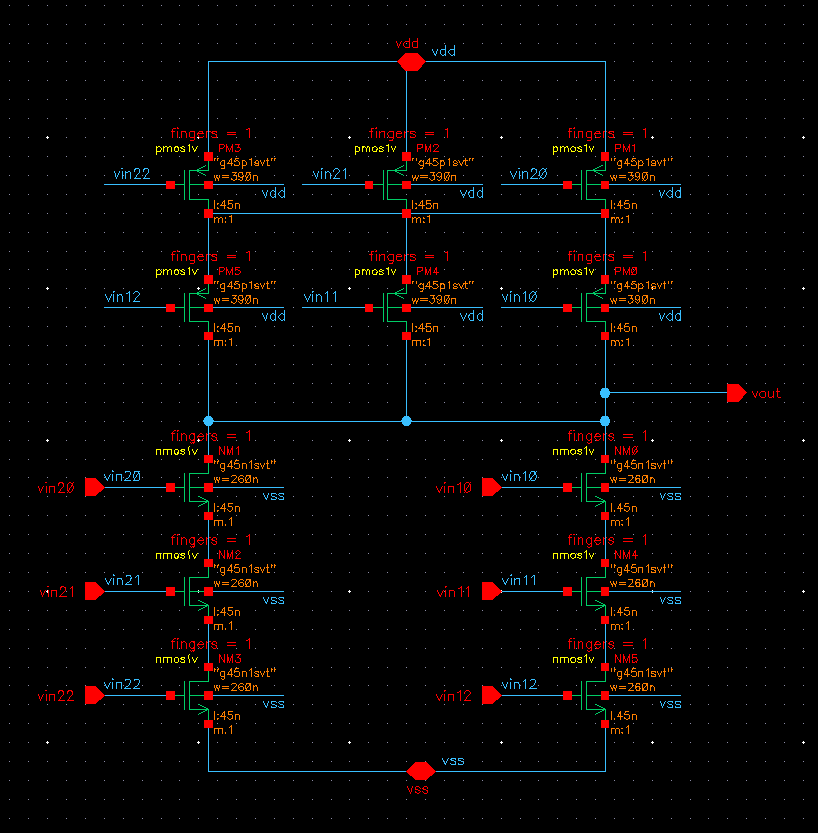 vdd
vdd
fingers = 1
fingers = 1
fingers = 1
pmos1v PM3
pmos1v PM2
pmos1v PM1
"g45p1svt"
"g45p1svt"
"g45p1svt"
vin22 w=390n
vin21 w=390n
vin20 w=390n
vdd
vdd
vdd
l:45n
l:45n
l:45n
m:1
m:1
m:1
fingers = 1
fingers = 1
fingers = 1
pmos1v PM5
pmos1v PM4
pmos1v PM0
"g45p1svt"
"g45p1svt"
"g45p1svt"
vin12 w=390n
vin11 w=390n
vin10 w=390n
vdd
vdd
vdd
l:45n
l:45n
l:45n
m:1
m:1
m:1
vout
fingers = 1
fingers = 1
nmos1v NM1
nmos1v NM0
"g45n1svt"
"g45n1svt"
vin20 vin20 w=260n
vin10 vin10 w=260n
vss
vss
l:45n
l:45n
m:1
m:1
fingers = 1
fingers = 1
nmos1v NM2
nmos1v NM4
"g45n1svt"
"g45n1svt"
vin21 vin21 w=260n
vin11 vin11 w=260n
vss
vss
l:45n
l:45n
m:1
m:1
fingers = 1
fingers = 1
nmos1v NM3
nmos1v NM5
"g45n1svt"
"g45n1svt"
vin22 vin22 w=260n
vin12 vin12 w=260n
vss
vss
l:45n
l:45n
m:1
m:1
vss
vss